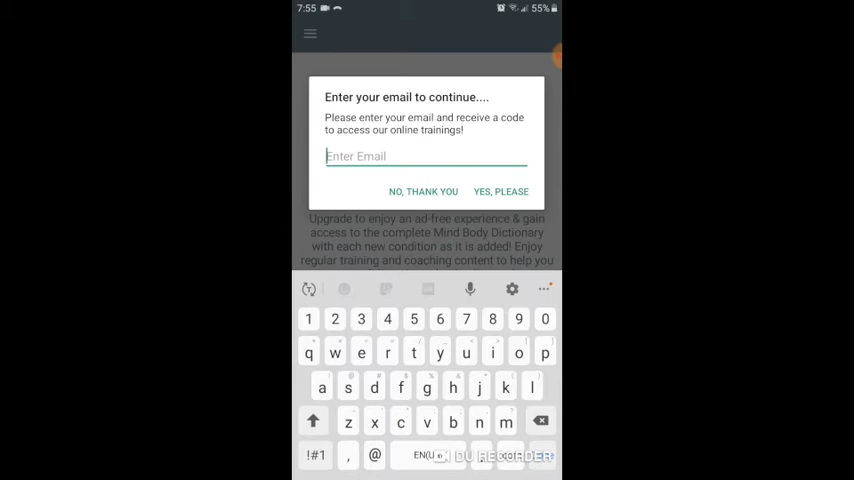 7:55 55%
Enter your email to continue....
Please enter your email and receive a code
to access our online trainings!
Enter Email
NO, THANK YOU YES, PLEASE
Upgrade to enjoy an ad-free experience & gain
access to the complete Mind Body Dictionary
with each new condition as it is added! Enjoy
regular training and coaching content to help you
1 2 3 4 5 6 7 8 9 0
q w e r t y u i o p
a s d f g h j k l
z x c v b n m
!#1 , @ EN(U .
DU RECORDER